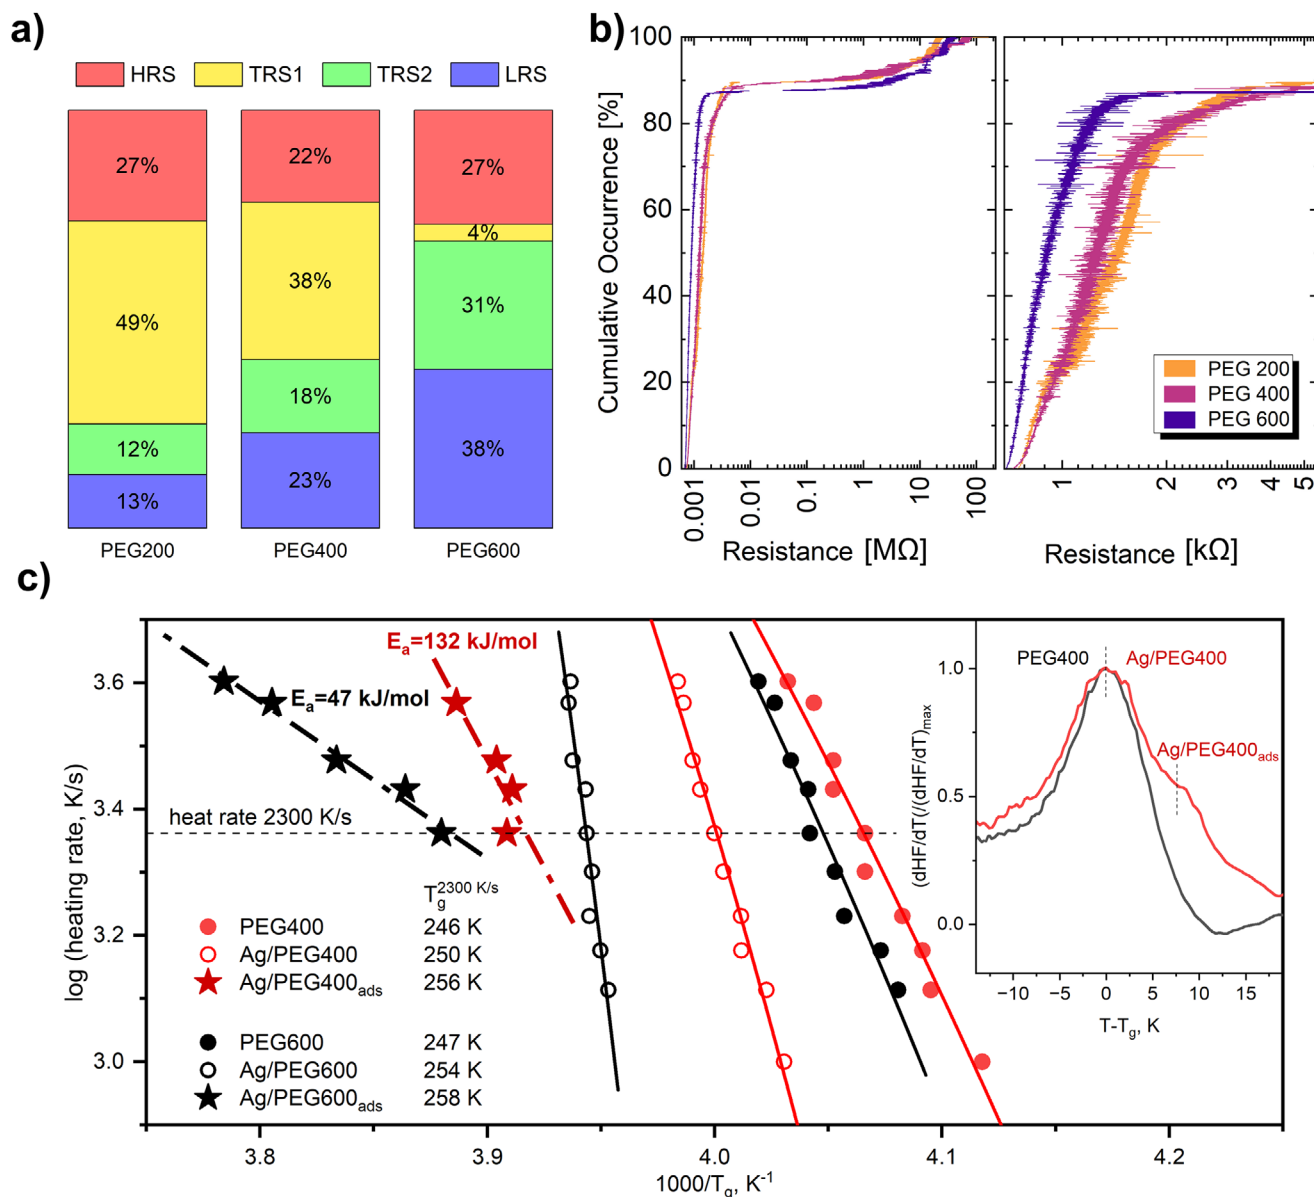 a)
HRS TRS1 TRS2 LRS
27%
49%
12%
13%
PEG200
22%
38%
18%
23%
PEG400
27%
4%
31%
38%
PEG600
b)
Cumulative Occurrence [%]
100
80
60
40
20
0
0.001 0.01 0.1 1 10 100
Resistance [MΩ]
PEG 200
PEG 400
PEG 600
1 2 3 4 5
Resistance [kΩ]
c)
log (heating rate, K/s)
3.6
3.4
3.2
3.0
Ea=132 kJ/mol
Ea=47 kJ/mol
heat rate 2300 K/s
Tg2300 K/s
PEG400 246 K
Ag/PEG400 250 K
Ag/PEG400ads 256 K
PEG600 247 K
Ag/PEG600 254 K
Ag/PEG600ads 258 K
3.8 3.9 4.0 4.1 4.2
1000/Tg, K-1
(dHF/dT(/(dHF/dT)max
1.0
0.5
0.0
PEG400 Ag/PEG400
Ag/PEG400ads
−10 −5 0 5 10 15
T-Tg, K